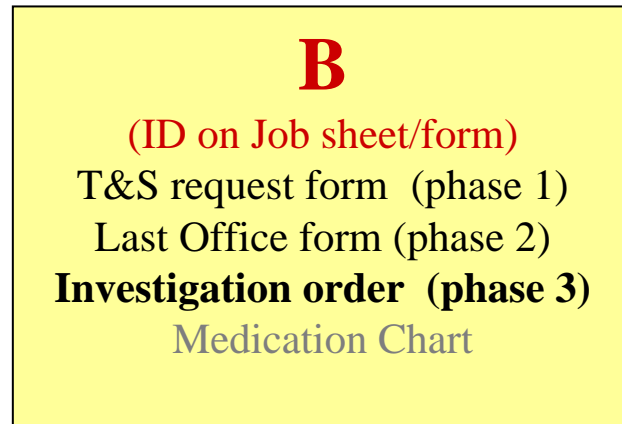 B
(ID on Job sheet/form)
T&S request form (phase 1)
Last Office form (phase 2)
Investigation order (phase 3)
Medication Chart